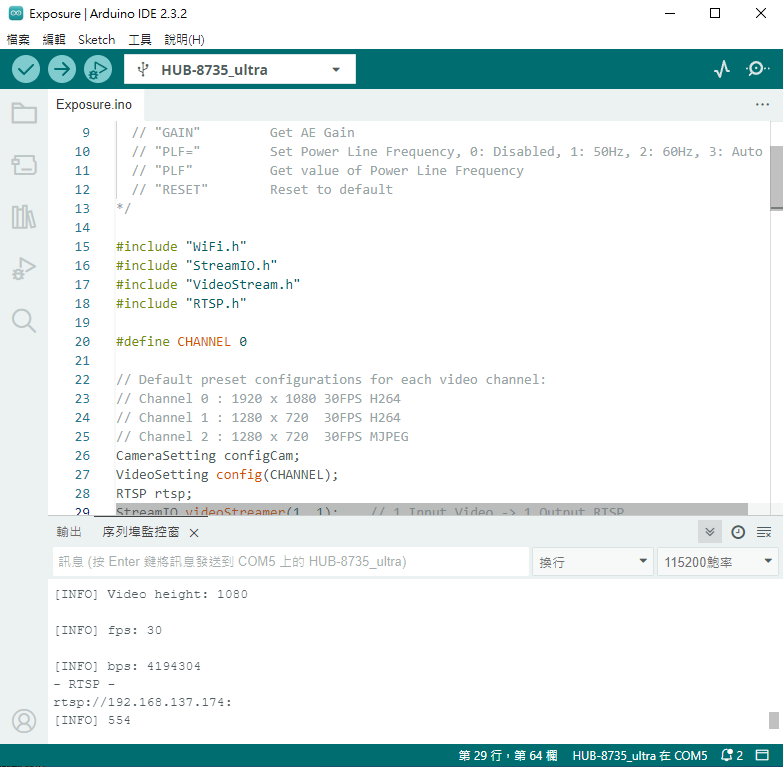 Exposure | Arduino IDE 2.3.2
檔案 編輯 Sketch 工具 說明(H)
HUB-8735_ultra
Exposure.ino
9 // "GAIN" Get AE Gain
10 // "PLF=" Set Power Line Frequency, 0: Disabled, 1: 50Hz, 2: 60Hz, 3: Auto
11 // "PLF" Get value of Power Line Frequency
12 // "RESET" Reset to default
13 */
14
15 #include "WiFi.h"
16 #include "StreamIO.h"
17 #include "VideoStream.h"
18 #include "RTSP.h"
19
20 #define CHANNEL 0
21
22 // Default preset configurations for each video channel:
23 // Channel 0 : 1920 x 1080 30FPS H264
24 // Channel 1 : 1280 x 720  30FPS H264
25 // Channel 2 : 1280 x 720  30FPS MJPEG
26 CameraSetting configCam;
27 VideoSetting config(CHANNEL);
28 RTSP rtsp;
29 StreamIO videoStreamer(1, 1); // 1 Input Video -> 1 Output RTSP
輸出 序列埠監控窗
訊息 (按 Enter 鍵將訊息發送到 COM5 上的 HUB-8735_ultra) 換行 115200鮑率
[INFO] Video height: 1080
[INFO] fps: 30
[INFO] bps: 4194304
- RTSP -
rtsp://192.168.137.174:
[INFO] 554
第 29 行，第 64 欄 HUB-8735_ultra 在 COM5 2